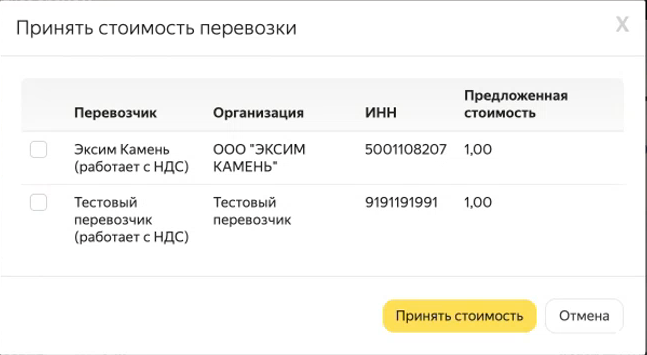 Принять стоимость перевозки
X
Перевозчик Организация ИНН Предложенная
стоимость
Эксим Камень ООО "ЭКСИМ 5001108207 1,00
(работает с НДС) КАМЕНЬ"
Тестовый Тестовый 9191191991 1,00
перевозчик перевозчик
(работает с НДС)
Принять стоимость Отмена